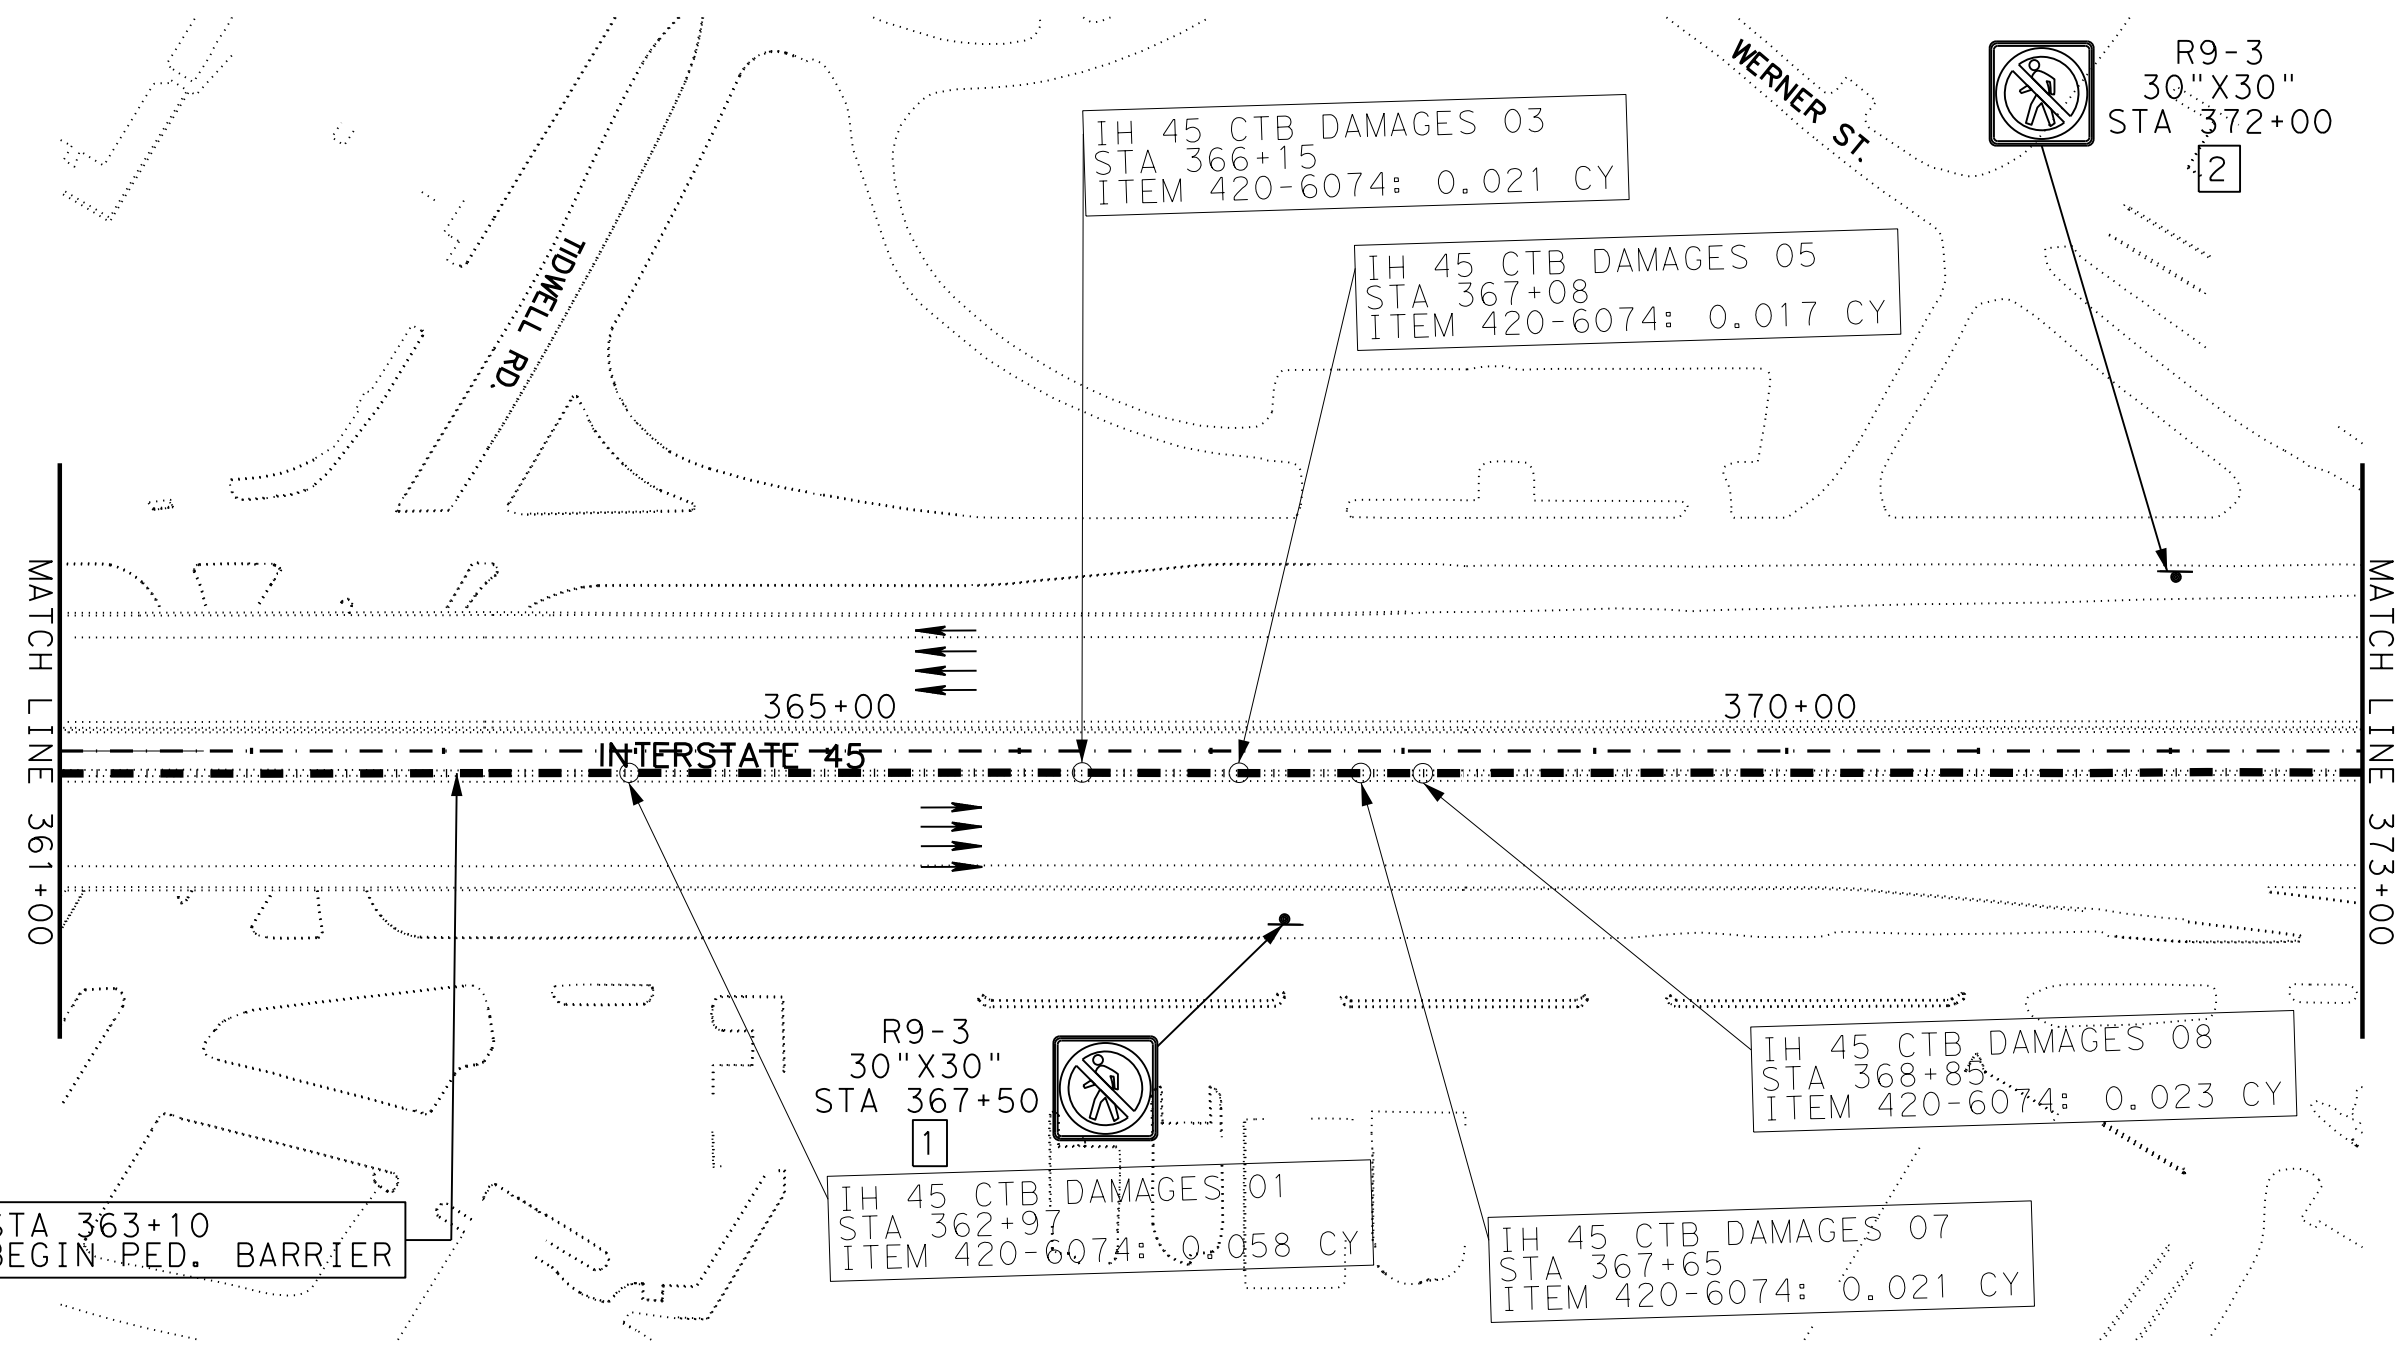 WERNER ST.
R9-3
30"X30"
STA 372+00
2
IH 45 CTB DAMAGES 03
STA 366+15
ITEM 420-6074: 0.021 CY
IH 45 CTB DAMAGES 05
STA 367+08
ITEM 420-6074: 0.017 CY
TIDWELL RD.
MATCH LINE 361+00
MATCH LINE 373+00
365+00
370+00
INTERSTATE 45
R9-3
30"X30"
STA 367+50
1
IH 45 CTB DAMAGES 08
STA 368+85
ITEM 420-6074: 0.023 CY
IH 45 CTB DAMAGES 01
STA 362+97
ITEM 420-6074: 0.058 CY
STA 363+10
BEGIN PED. BARRIER
IH 45 CTB DAMAGES 07
STA 367+65
ITEM 420-6074: 0.021 CY